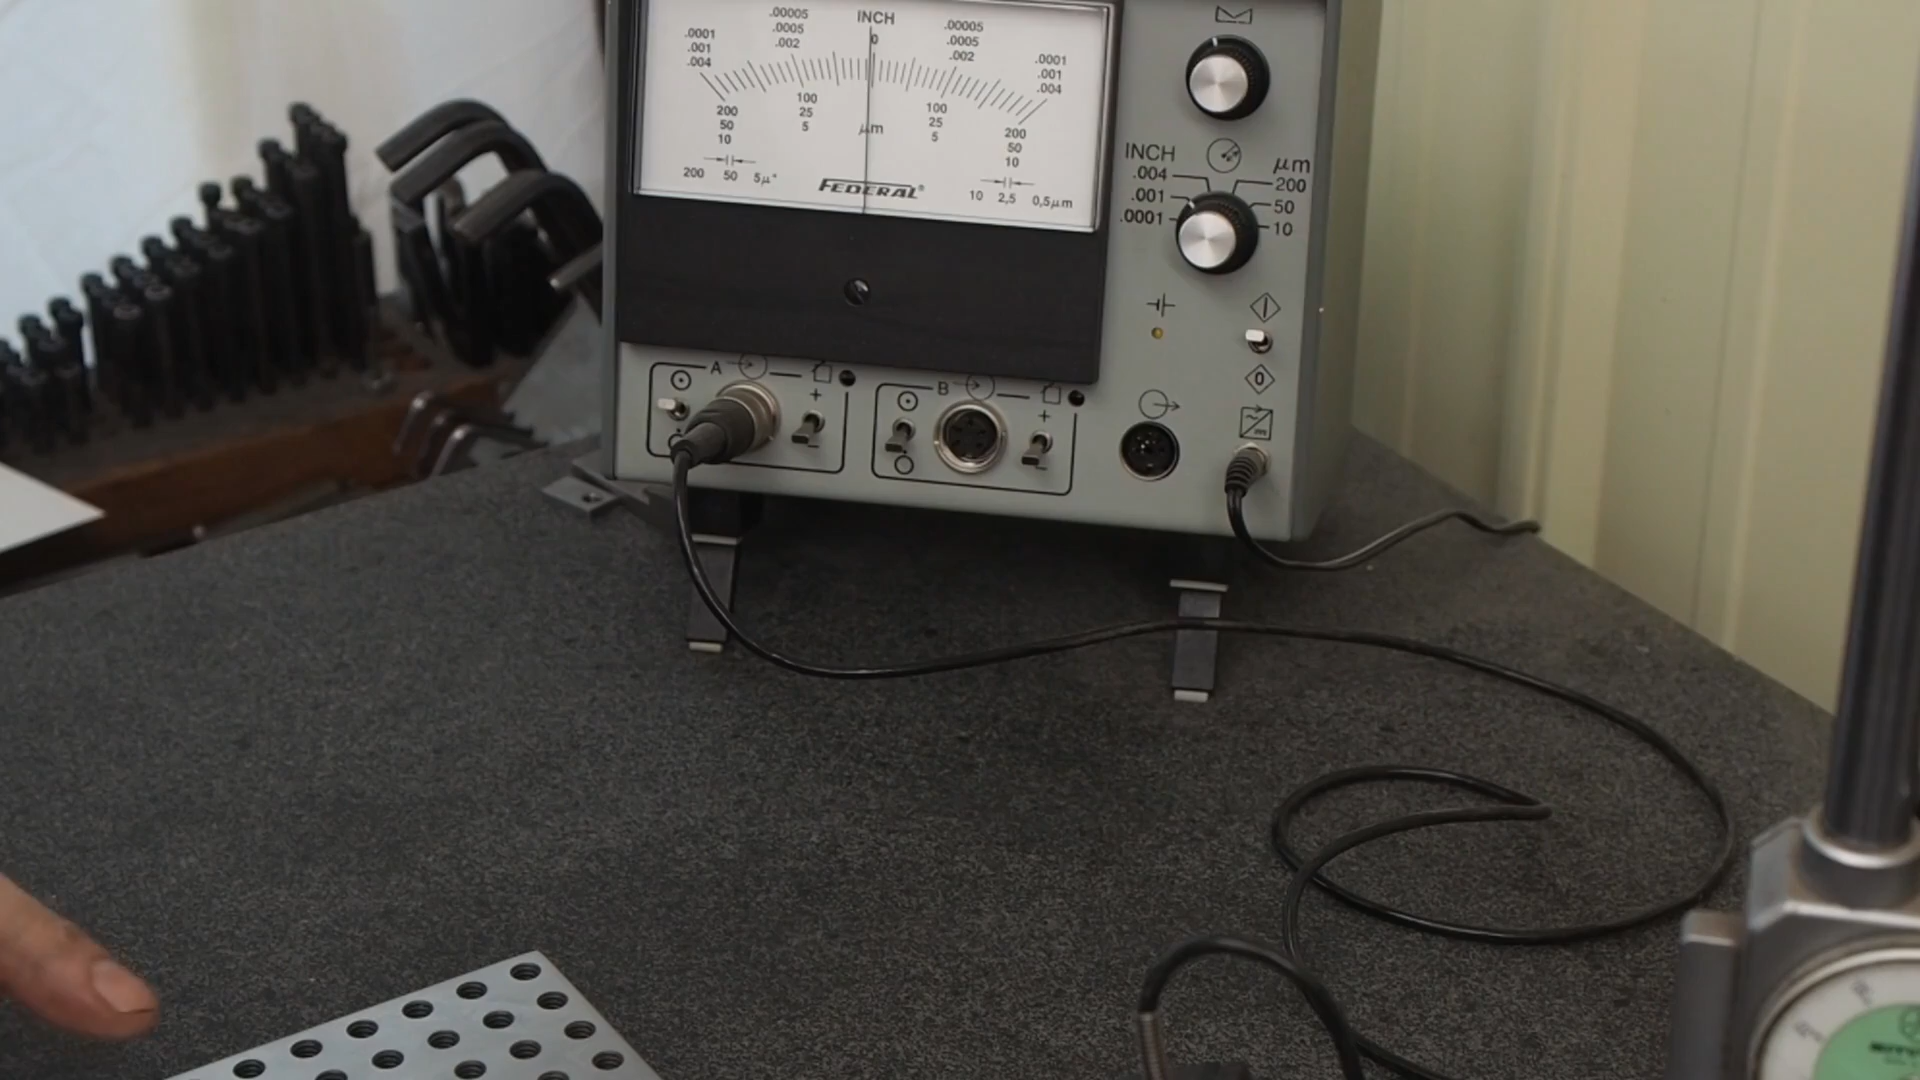 INCH
.0001 .00005 0 .00005 .0001
.001 .0005 .0005 .001
.004 .002 .002 .004
200 100 μm 100 200
50 25 25 50
10 5 5 10
200 50 5μ" FEDERAL® 10 2,5 0,5μm
INCH μm
.004 200
.001 50
.0001 10
A B
+ +
− −
0